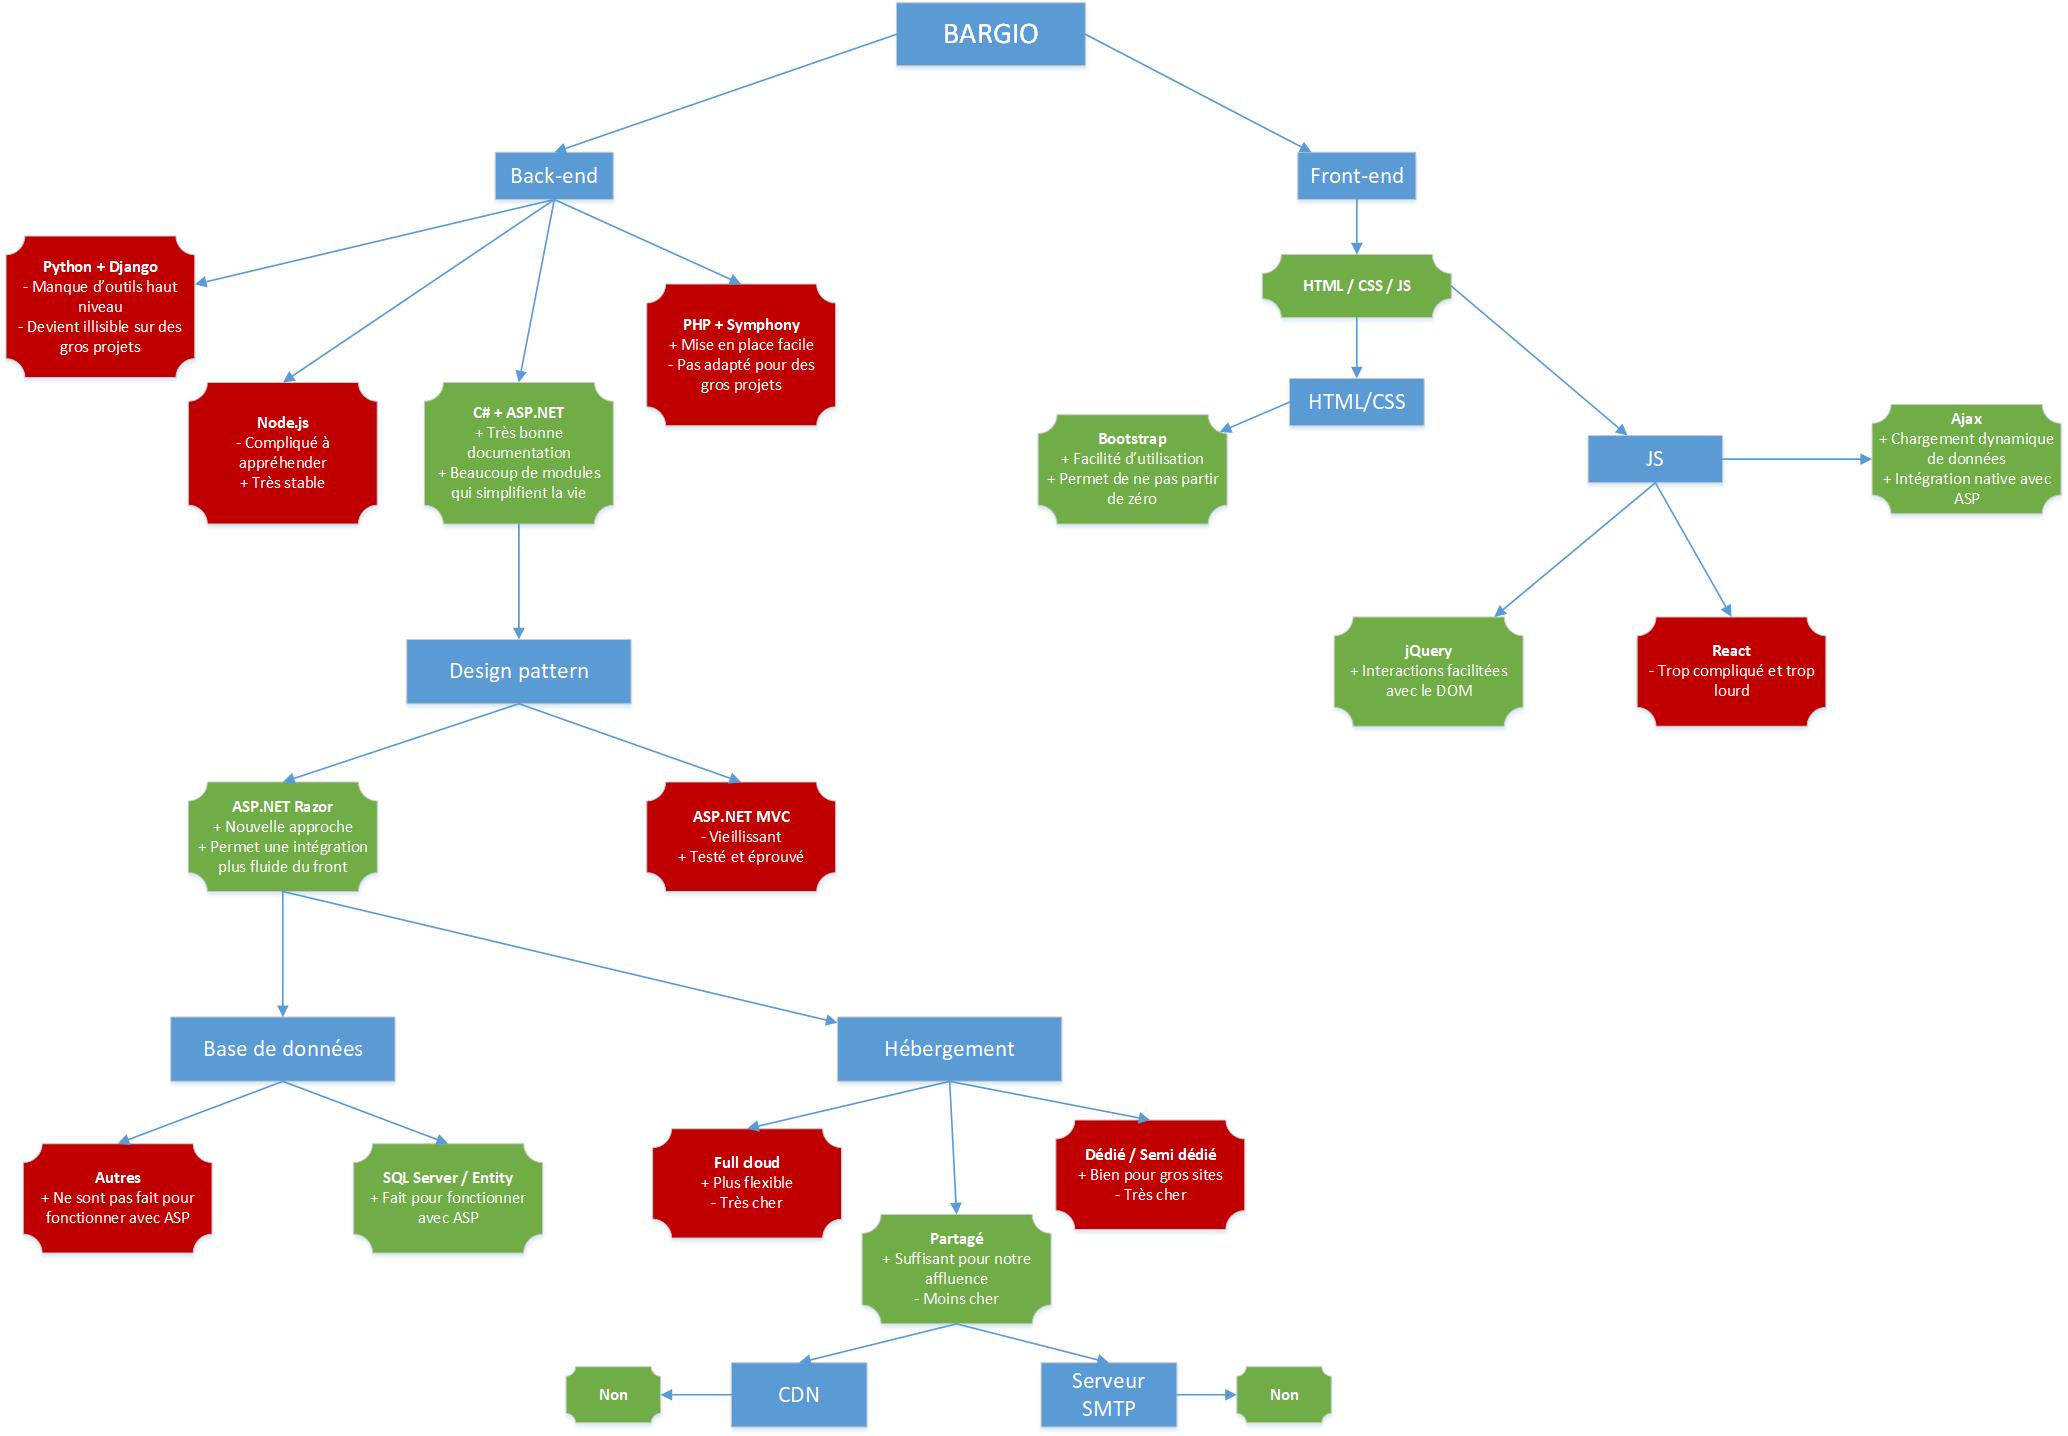 BARGIO
Back-end
Front-end
Python + Django
- Manque d'outils haut
niveau
- Devient illisible sur des
gros projets
Node.js
- Compliqué à
appréhender
+ Très stable
C# + ASP.NET
+ Très bonne
documentation
+ Beaucoup de modules
qui simplifient la vie
PHP + Symphony
+ Mise en place facile
- Pas adapté pour des
gros projets
HTML / CSS / JS
HTML/CSS
Bootstrap
+ Facilité d'utilisation
+ Permet de ne pas partir
de zéro
JS
Ajax
+ Chargement dynamique
de données
+ Intégration native avec
ASP
jQuery
+ Interactions facilitées
avec le DOM
React
- Trop compliqué et trop
lourd
Design pattern
ASP.NET Razor
+ Nouvelle approche
+ Permet une intégration
plus fluide du front
ASP.NET MVC
- Vieillissant
+ Testé et éprouvé
Base de données
Hébergement
Autres
+ Ne sont pas fait pour
fonctionner avec ASP
SQL Server / Entity
+ Fait pour fonctionner
avec ASP
Full cloud
+ Plus flexible
- Très cher
Dédié / Semi dédié
+ Bien pour gros sites
- Très cher
Partagé
+ Suffisant pour notre
affluence
- Moins cher
Non
CDN
Serveur
SMTP
Non